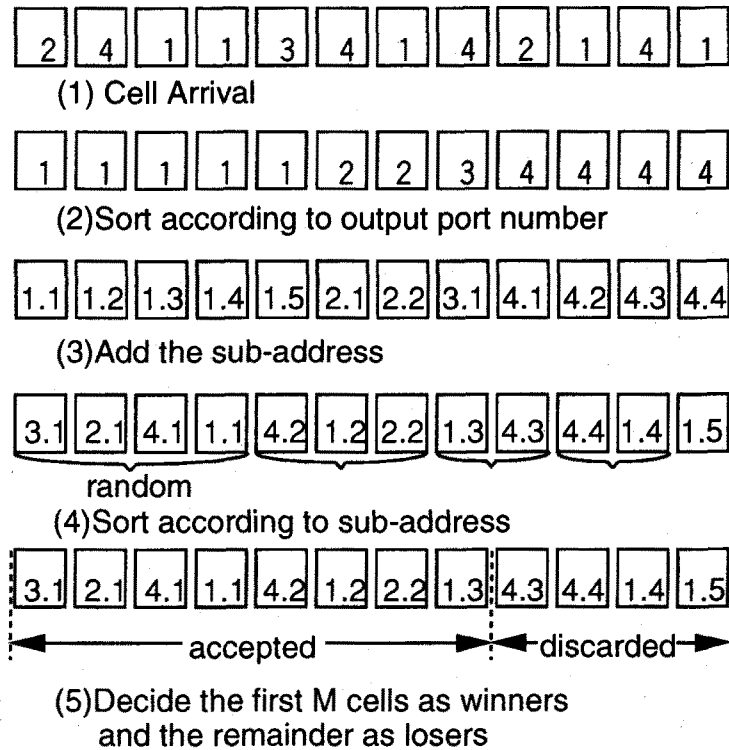 2 4 1 1 3 4 1 4 2 1 4 1
(1) Cell Arrival
1 1 1 1 1 2 2 3 4 4 4 4
(2)Sort according to output port number
1.1 1.2 1.3 1.4 1.5 2.1 2.2 3.1 4.1 4.2 4.3 4.4
(3)Add the sub-address
3.1 2.1 4.1 1.1 4.2 1.2 2.2 1.3 4.3 4.4 1.4 1.5
random
(4)Sort according to sub-address
3.1 2.1 4.1 1.1 4.2 1.2 2.2 1.3 4.3 4.4 1.4 1.5
accepted discarded
(5)Decide the first M cells as winners
and the remainder as losers